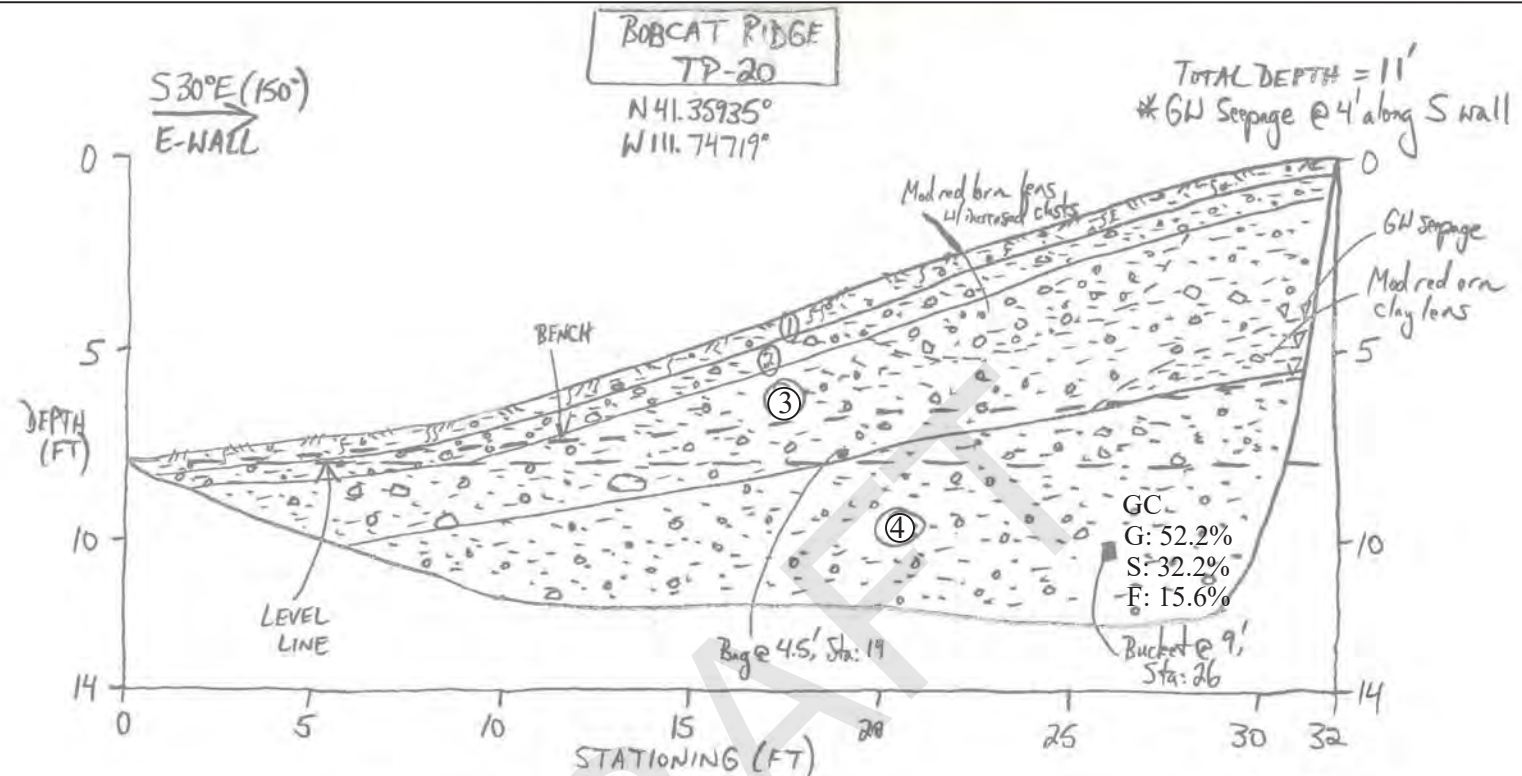 BOBCAT RIDGE
TP-20
N 41.35935°
W 111.74719°
S 30°E (150°)
E-WALL
TOTAL DEPTH = 11'
* GW Seepage @ 4' along S wall
0
0
Mod red brn lens
w/ increased clasts
GW seepage
Mod red brn
clay lens
BENCH
1
2
3
4
5
5
DEPTH
(FT)
10
10
GC
G: 52.2%
S: 32.2%
F: 15.6%
LEVEL
LINE
Bag @ 4.5', Sta: 19
Bucket @ 9',
Sta: 26
14
14
0 5 10 15 20 25 30 32
STATIONING (FT)
DRAFT